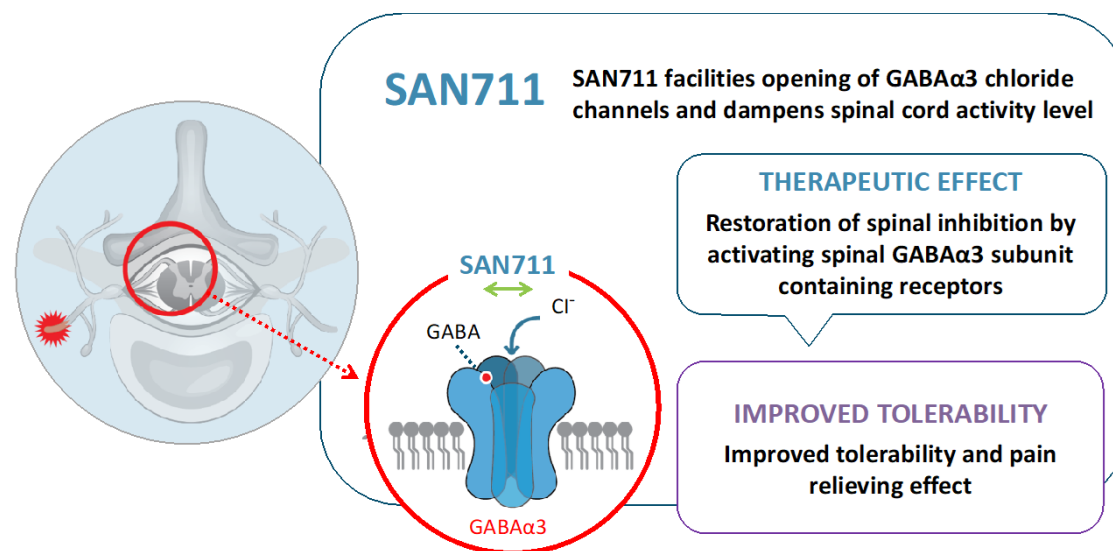 SAN711
SAN711 facilities opening of GABAα3 chloride
channels and dampens spinal cord activity level
THERAPEUTIC EFFECT
Restoration of spinal inhibition by
activating spinal GABAα3 subunit
containing receptors
SAN711
Cl⁻
GABA
GABAα3
IMPROVED TOLERABILITY
Improved tolerability and pain
relieving effect